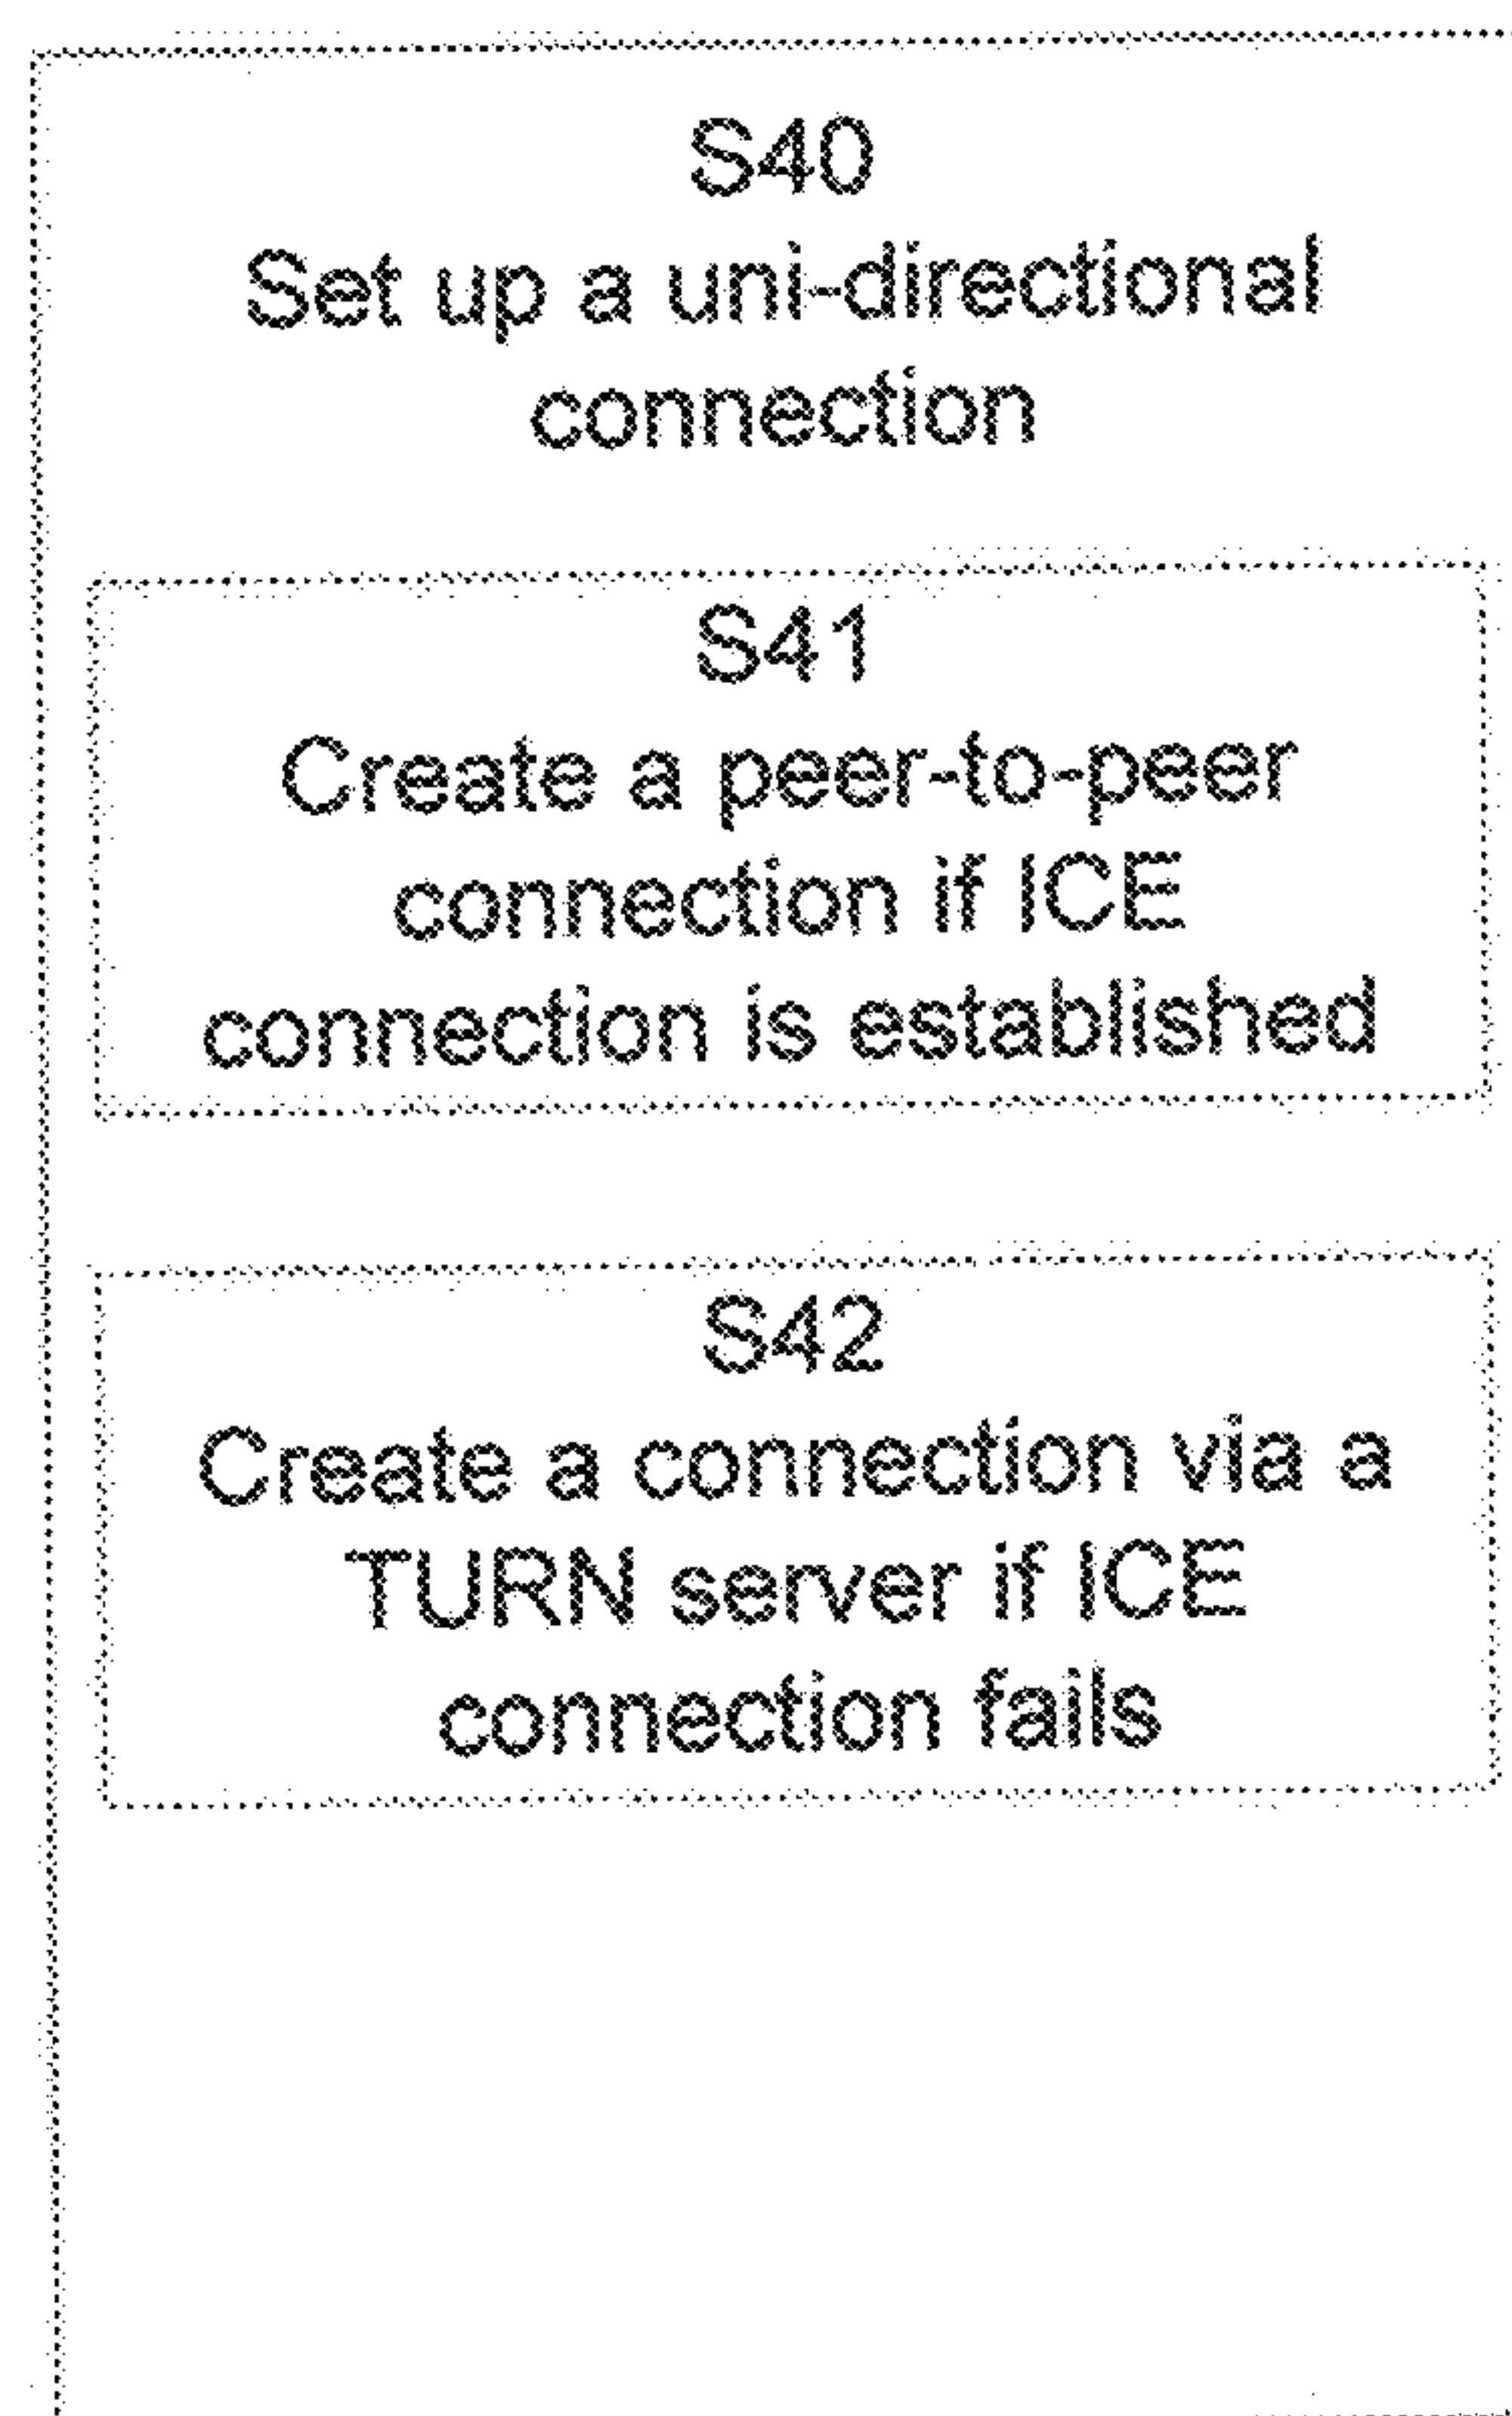 S40
Set up a uni-directional
connection
S41
Create a peer-to-peer
connection if ICE
connection is established
S42
Create a connection via a
TURN server if ICE
connection fails